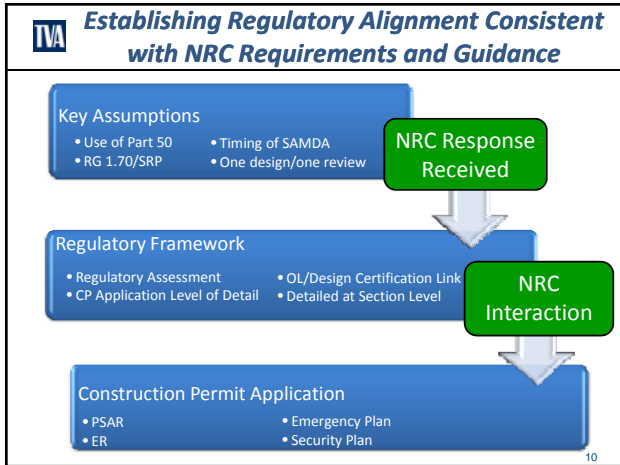 TVA
Establishing Regulatory Alignment Consistent
with NRC Requirements and Guidance
Key Assumptions
• Use of Part 50
• RG 1.70/SRP
• Timing of SAMDA
• One design/one review
NRC Response
Received
Regulatory Framework
• Regulatory Assessment
• CP Application Level of Detail
• OL/Design Certification Link
• Detailed at Section Level
NRC
Interaction
Construction Permit Application
• PSAR
• ER
• Emergency Plan
• Security Plan
10